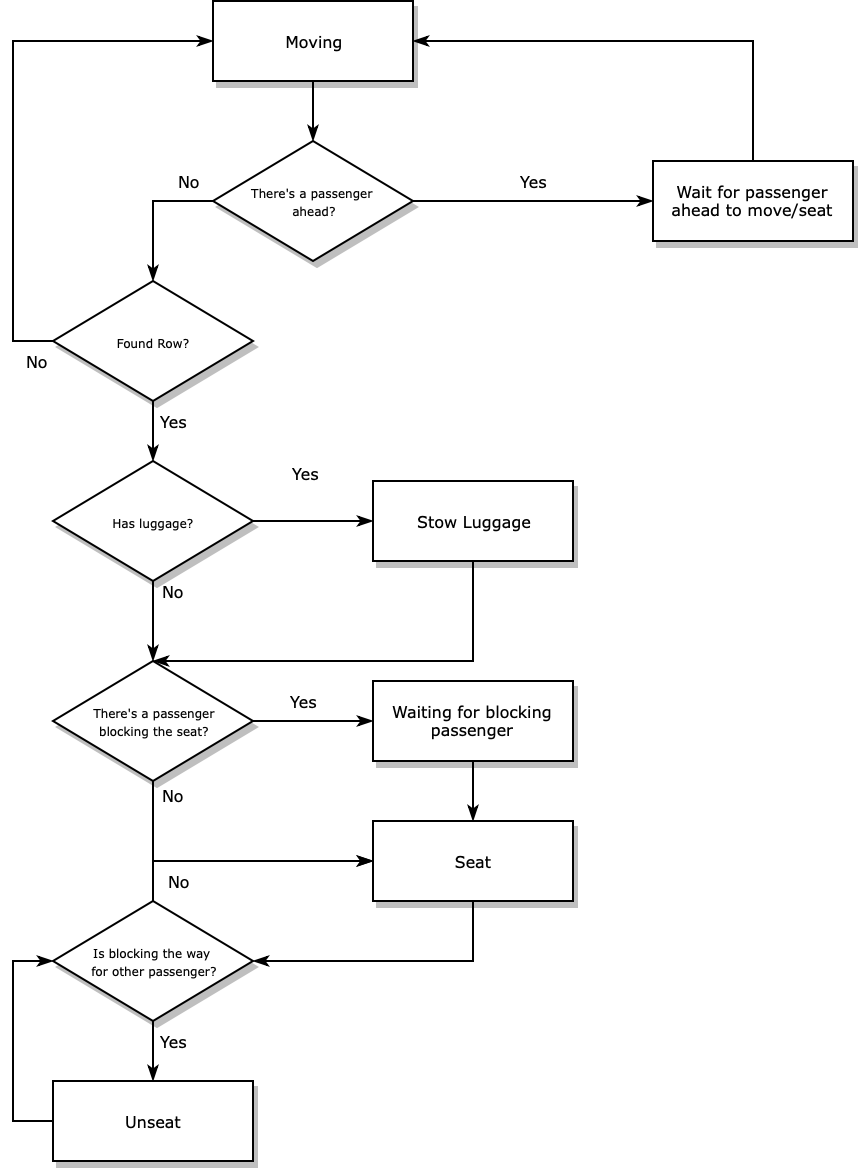 Moving
No
There's a passenger
ahead?
Yes
Wait for passenger
ahead to move/seat
Found Row?
No
Yes
Has luggage?
Yes
Stow Luggage
No
There's a passenger
blocking the seat?
Yes
Waiting for blocking
passenger
No
Seat
No
Is blocking the way
for other passenger?
Yes
Unseat